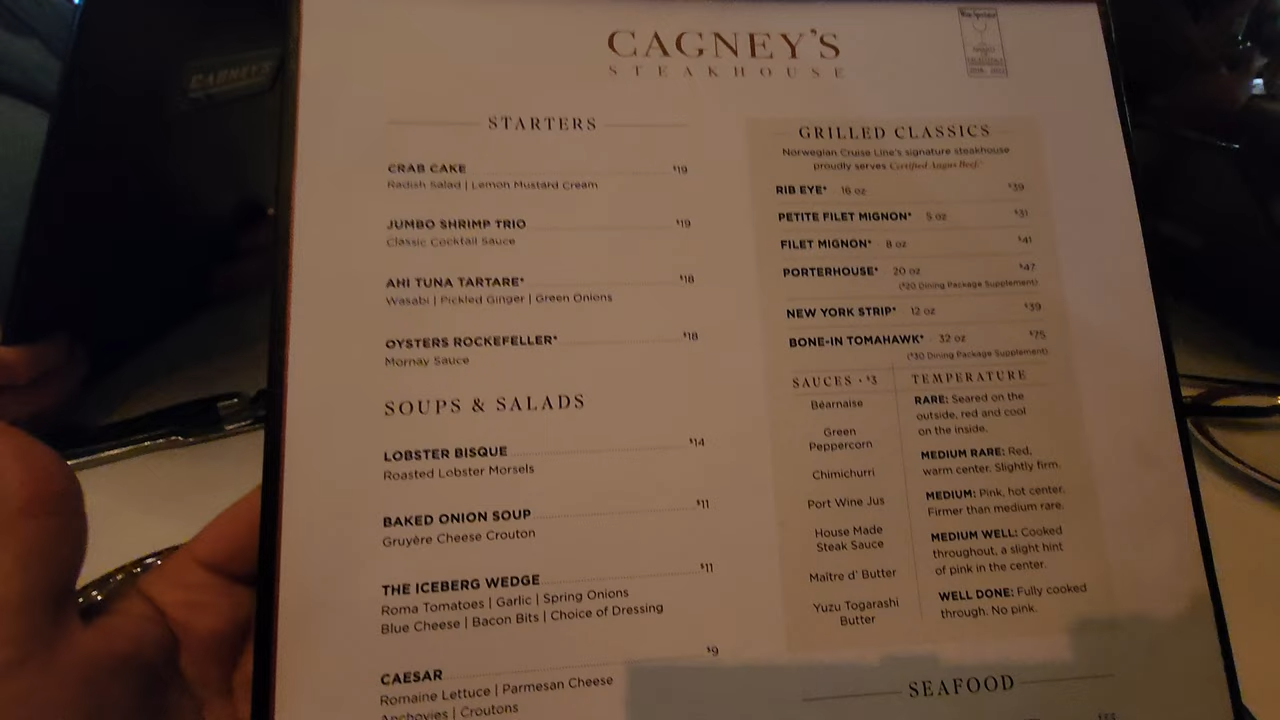 CAGNEY'S
CAGNEY'S
STEAKHOUSE
Wine Spectator
STARTERS
CRAB CAKE $19
Radish Salad | Lemon Mustard Cream
JUMBO SHRIMP TRIO $19
Classic Cocktail Sauce
AHI TUNA TARTARE* $18
Wasabi | Pickled Ginger | Green Onions
OYSTERS ROCKEFELLER* $18
Mornay Sauce
SOUPS & SALADS
LOBSTER BISQUE $14
Roasted Lobster Morsels
BAKED ONION SOUP $11
Gruyère Cheese Crouton
THE ICEBERG WEDGE $11
Roma Tomatoes | Garlic | Spring Onions
Blue Cheese | Bacon Bits | Choice of Dressing
CAESAR $9
Romaine Lettuce | Parmesan Cheese
Anchovies | Croutons
GRILLED CLASSICS
Norwegian Cruise Line's signature steakhouse
proudly serves Certified Angus Beef.
RIB EYE* 16 oz $39
PETITE FILET MIGNON* 5 oz $31
FILET MIGNON* 8 oz $41
PORTERHOUSE* 20 oz $47
($20 Dining Package Supplement)
NEW YORK STRIP* 12 oz $39
BONE-IN TOMAHAWK* 32 oz $75
($30 Dining Package Supplement)
SAUCES • $3
Béarnaise
Green
Peppercorn
Chimichurri
Port Wine Jus
House Made
Steak Sauce
Maître d' Butter
Yuzu Togarashi
Butter
TEMPERATURE
RARE: Seared on the
outside, red and cool
on the inside.
MEDIUM RARE: Red,
warm center. Slightly firm.
MEDIUM: Pink, hot center.
Firmer than medium rare.
MEDIUM WELL: Cooked
throughout, a slight hint
of pink in the center.
WELL DONE: Fully cooked
through. No pink.
SEAFOOD